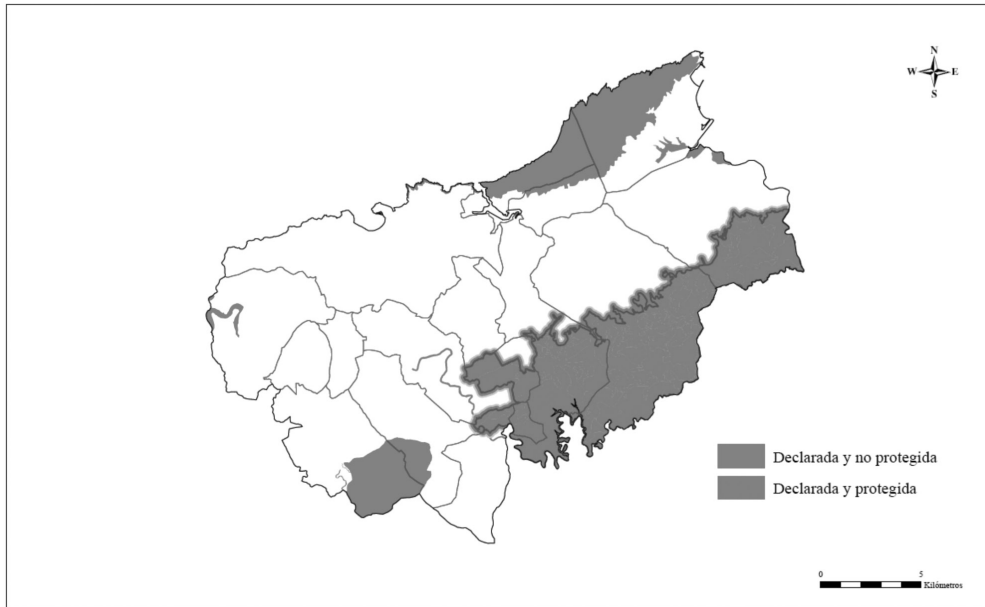 N
W E
S
Declarada y no protegida
Declarada y protegida
0 5
Kilómetros